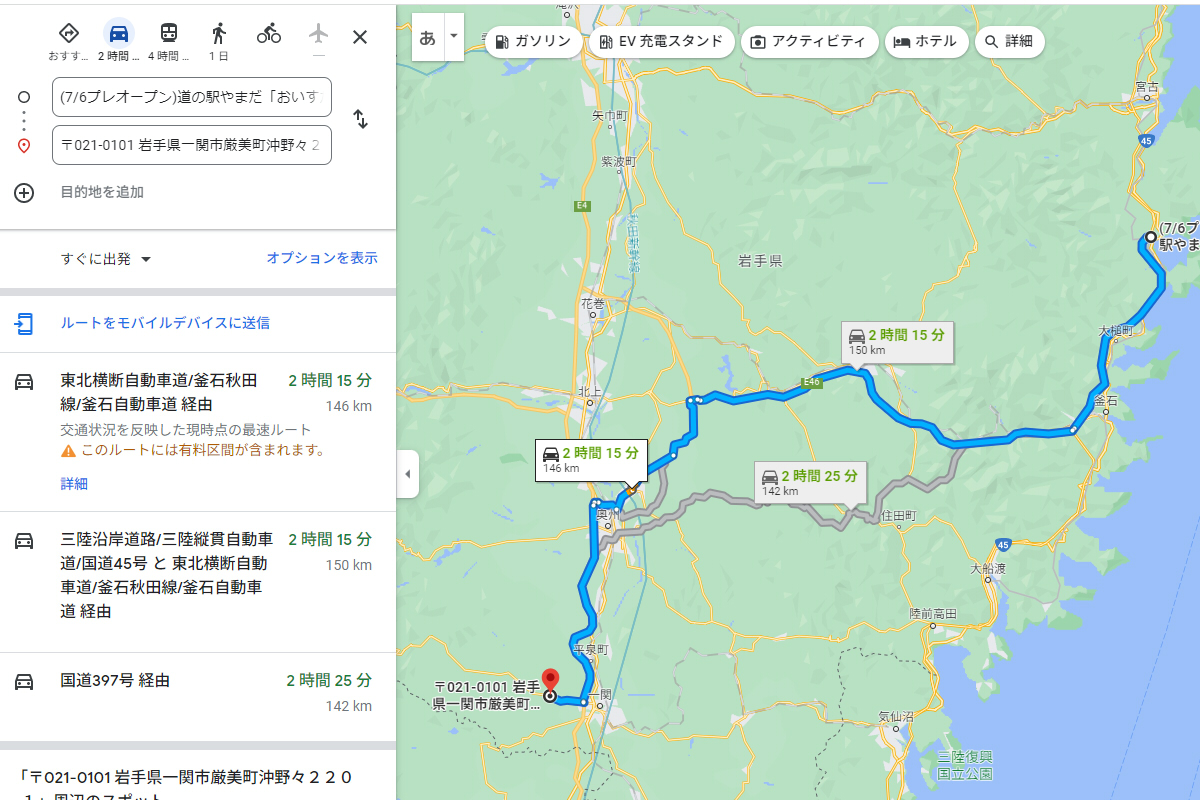 おすす...
2 時間 ...
4 時間 ...
1 日
(7/6プレオープン)道の駅やまだ「おいす
〒021-0101 岩手県一関市厳美町沖野々 2
目的地を追加
すぐに出発
オプションを表示
ルートをモバイルデバイスに送信
東北横断自動車道/釜石秋田
線/釜石自動車道 経由
2 時間 15 分
146 km
交通状況を反映した現時点の最速ルート
このルートには有料区間が含まれます。
詳細
三陸沿岸道路/三陸縦貫自動車
道/国道45号 と 東北横断自動
車道/釜石秋田線/釜石自動車
道 経由
2 時間 15 分
150 km
国道397号 経由
2 時間 25 分
142 km
「〒021-0101 岩手県一関市厳美町沖野々２２０
１」周辺のスポット
あ
ガソリン
EV 充電スタンド
アクティビティ
ホテル
詳細
宮古
矢巾町
45
紫波町
E4
(7/6プ
駅やま
岩手県
花巻
大槌町
2 時間 15 分
150 km
E46
北上
釜石
2 時間 15 分
146 km
2 時間 25 分
142 km
奥州
住田町
45
大船渡
陸前高田
平泉町
〒021-0101 岩手
県一関市厳美町...
一関
気仙沼
三陸復興
国立公園